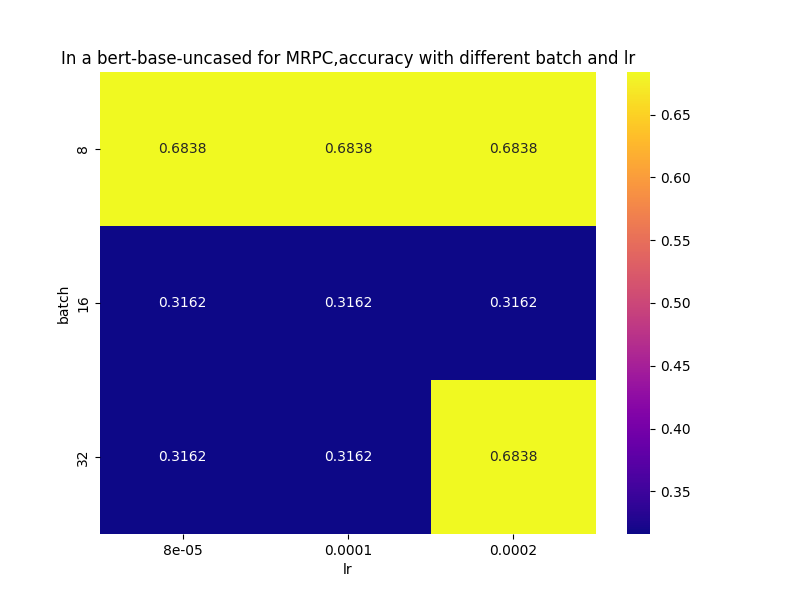 In a bert-base-uncased for MRPC,accuracy with different batch and lr
8 0.6838 0.6838 0.6838
16 0.3162 0.3162 0.3162
32 0.3162 0.3162 0.6838
batch
8e-05 0.0001 0.0002
lr
0.65
0.60
0.55
0.50
0.45
0.40
0.35